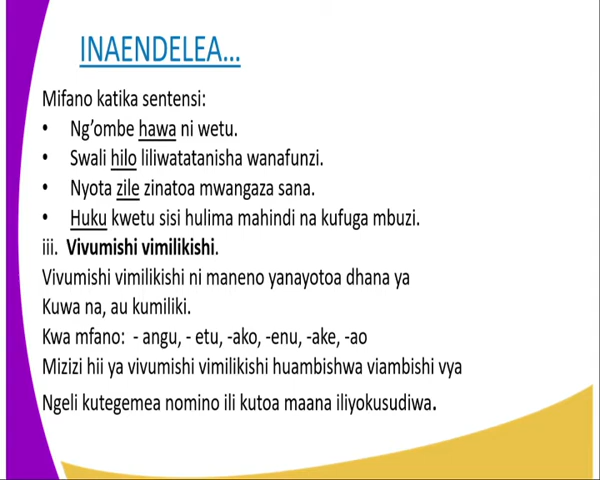 INAENDELEA...
Mifano katika sentensi:
• Ng’ombe hawa ni wetu.
• Swali hilo liliwatatanisha wanafunzi.
• Nyota zile zinatoa mwangaza sana.
• Huku kwetu sisi hulima mahindi na kufuga mbuzi.
iii. Vivumishi vimilikishi.
Vivumishi vimilikishi ni maneno yanayotoa dhana ya
Kuwa na, au kumiliki.
Kwa mfano: - angu, - etu, -ako, -enu, -ake, -ao
Mizizi hii ya vivumishi vimilikishi huambishwa viambishi vya
Ngeli kutegemea nomino ili kutoa maana iliyokusudiwa.